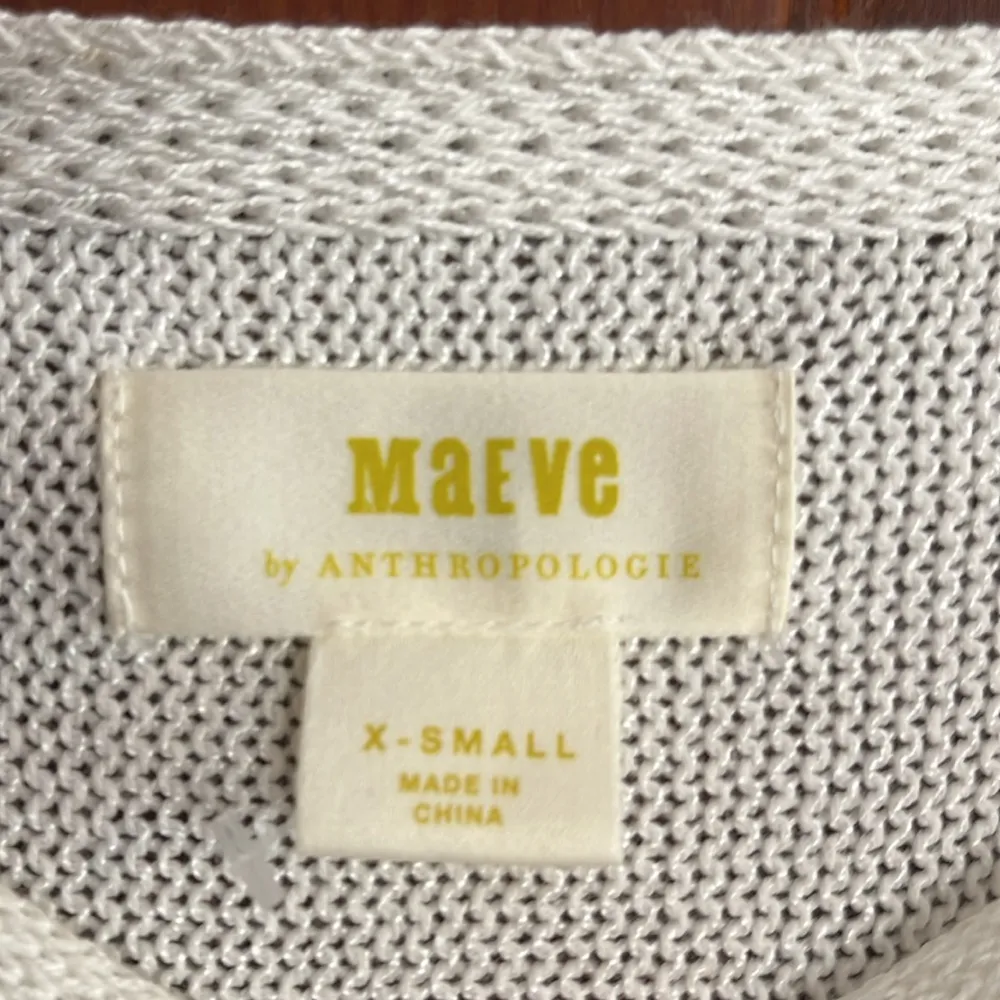 MaEve
by ANTHROPOLOGIE
X-SMALL
MADE IN
CHINA